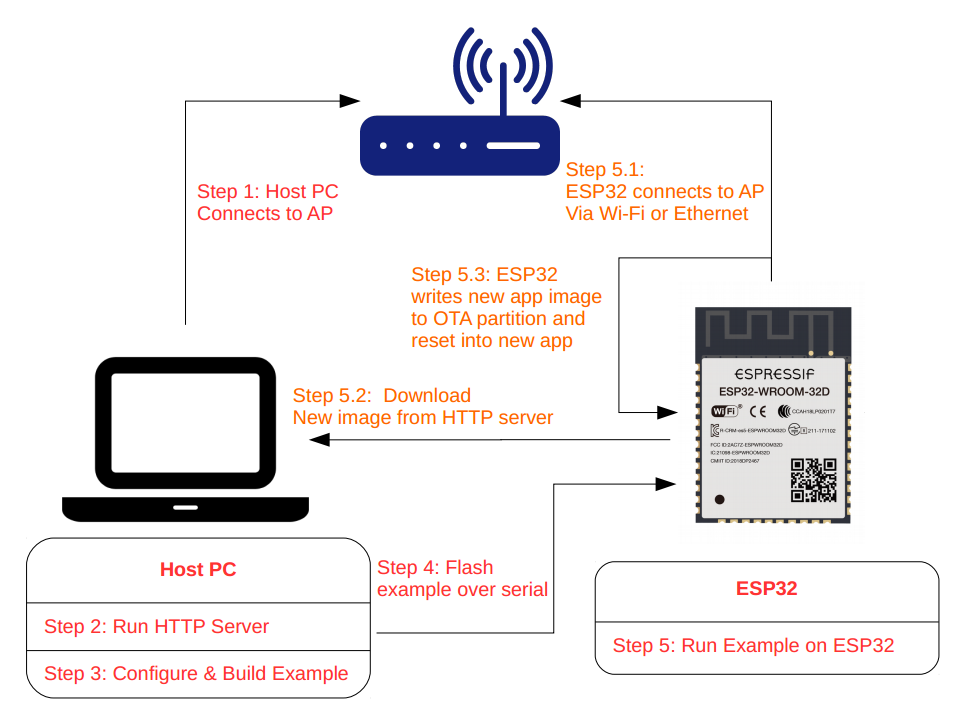 Step 5.1:
ESP32 connects to AP
Via Wi-Fi or Ethernet
Step 1: Host PC
Connects to AP
Step 5.3: ESP32
writes new app image
to OTA partition and
reset into new app
Step 5.2:  Download
New image from HTTP server
ESPRESSIF
ESP32-WROOM-32D
WiFi® CE CCAH18LP0201T7
R-CRM-es5-ESPWROOM32D R 211-171102
FCC ID:2AC7Z-ESPWROOM32D
IC:21098-ESPWROOM32D
CMIIT ID:2018DP2467
Step 4: Flash
example over serial
Host PC
Step 2: Run HTTP Server
Step 3: Configure & Build Example
ESP32
Step 5: Run Example on ESP32